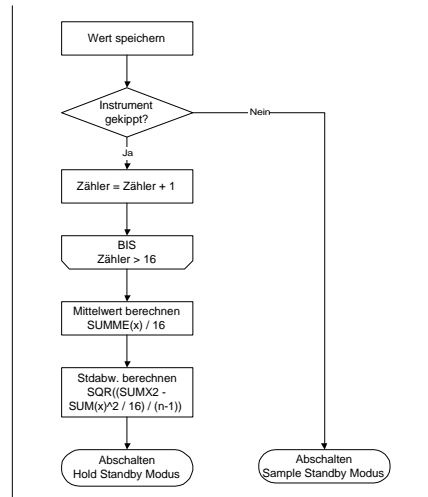 Wert speichern
Instrument
gekippt?
Nein
Ja
Zähler = Zähler + 1
BIS
Zähler > 16
Mittelwert berechnen
SUMME(x) / 16
Stdabw. berechnen
SQR((SUMX2 -
SUM(x)^2 / 16) / (n-1))
Abschalten
Hold Standby Modus
Abschalten
Sample Standby Modus